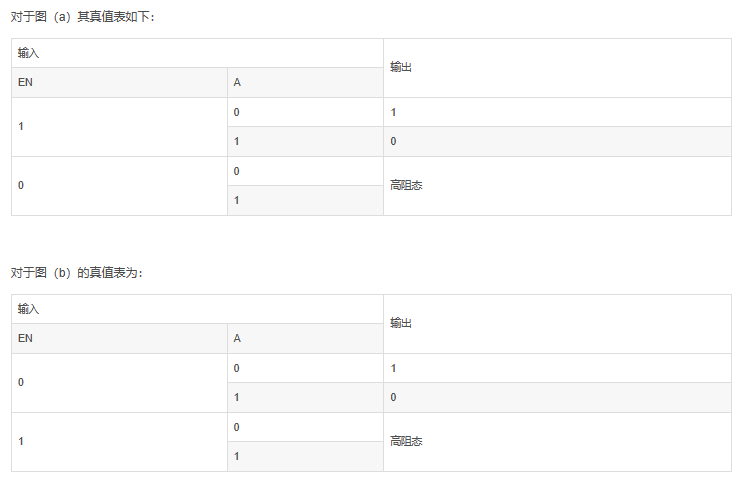 对于图（a）其真值表如下：
输入
输出
EN A
1 0 1
1 0
0 0 高阻态
1
对于图（b）的真值表为：
输入
输出
EN A
0 0 1
1 0
1 0 高阻态
1